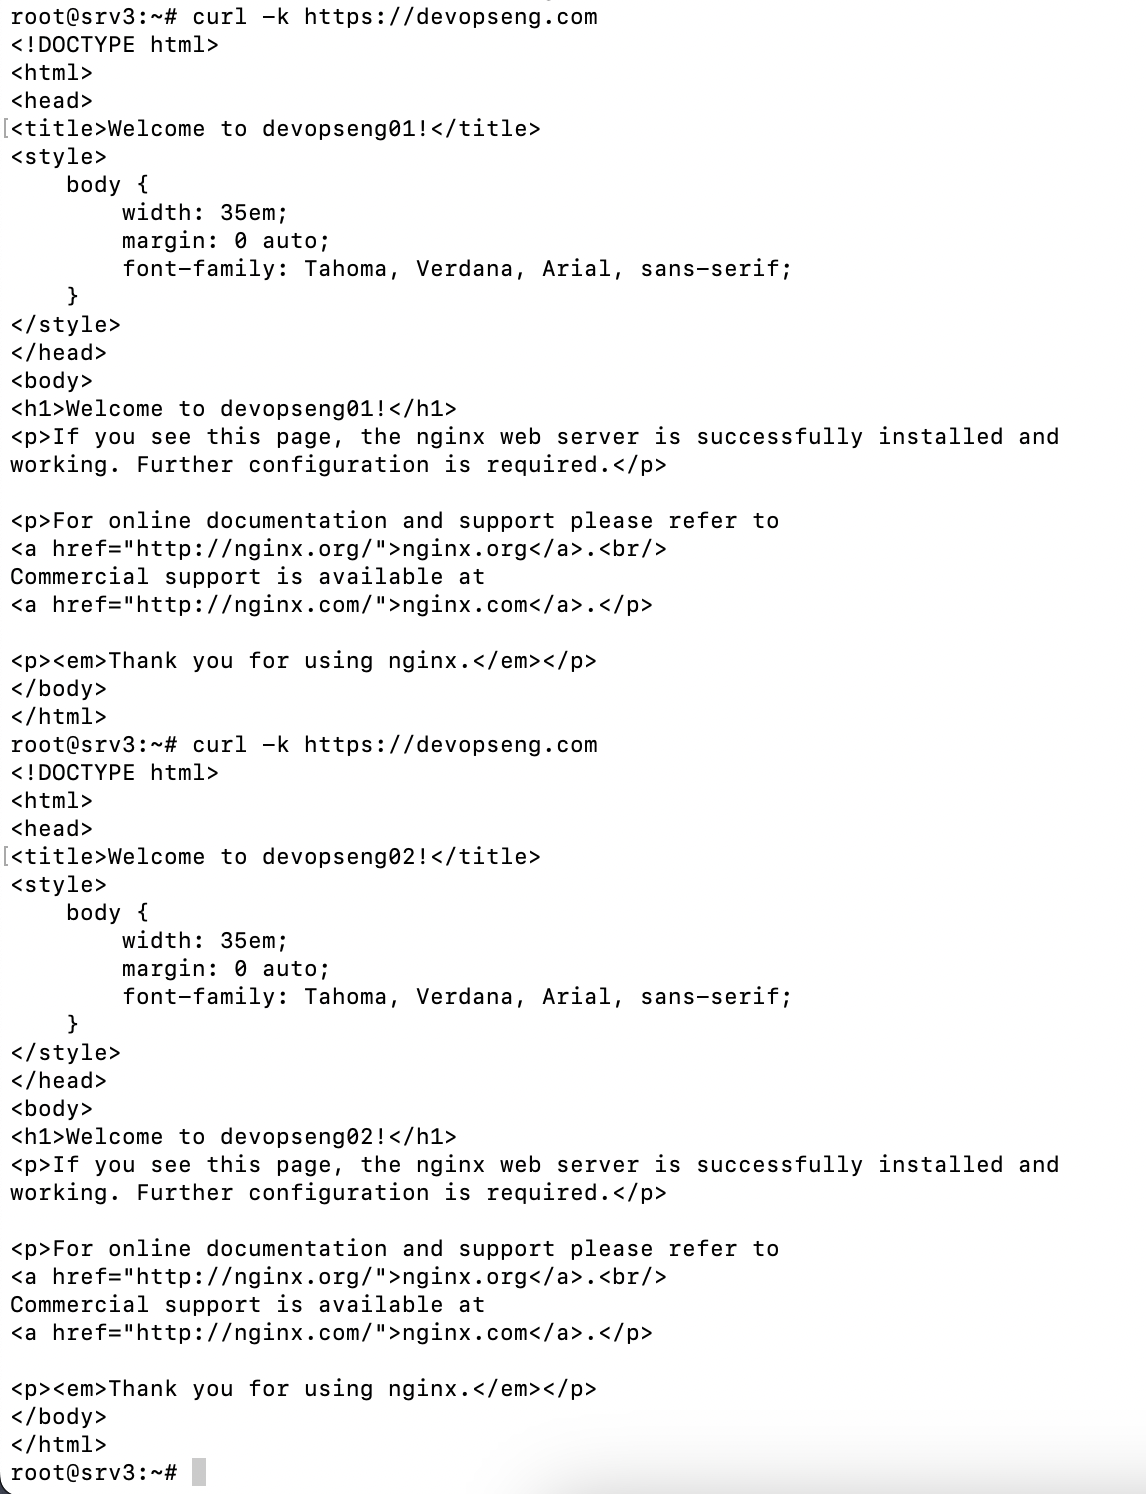 root@srv3:~# curl -k https://devopseng.com
<!DOCTYPE html>
<html>
<head>
[<title>Welcome to devopseng01!</title>
<style>
    body {
        width: 35em;
        margin: 0 auto;
        font-family: Tahoma, Verdana, Arial, sans-serif;
    }
</style>
</head>
<body>
<h1>Welcome to devopseng01!</h1>
<p>If you see this page, the nginx web server is successfully installed and
working. Further configuration is required.</p>

<p>For online documentation and support please refer to
<a href="http://nginx.org/">nginx.org</a>.<br/>
Commercial support is available at
<a href="http://nginx.com/">nginx.com</a>.</p>

<p><em>Thank you for using nginx.</em></p>
</body>
</html>
root@srv3:~# curl -k https://devopseng.com
<!DOCTYPE html>
<html>
<head>
[<title>Welcome to devopseng02!</title>
<style>
    body {
        width: 35em;
        margin: 0 auto;
        font-family: Tahoma, Verdana, Arial, sans-serif;
    }
</style>
</head>
<body>
<h1>Welcome to devopseng02!</h1>
<p>If you see this page, the nginx web server is successfully installed and
working. Further configuration is required.</p>

<p>For online documentation and support please refer to
<a href="http://nginx.org/">nginx.org</a>.<br/>
Commercial support is available at
<a href="http://nginx.com/">nginx.com</a>.</p>

<p><em>Thank you for using nginx.</em></p>
</body>
</html>
root@srv3:~#